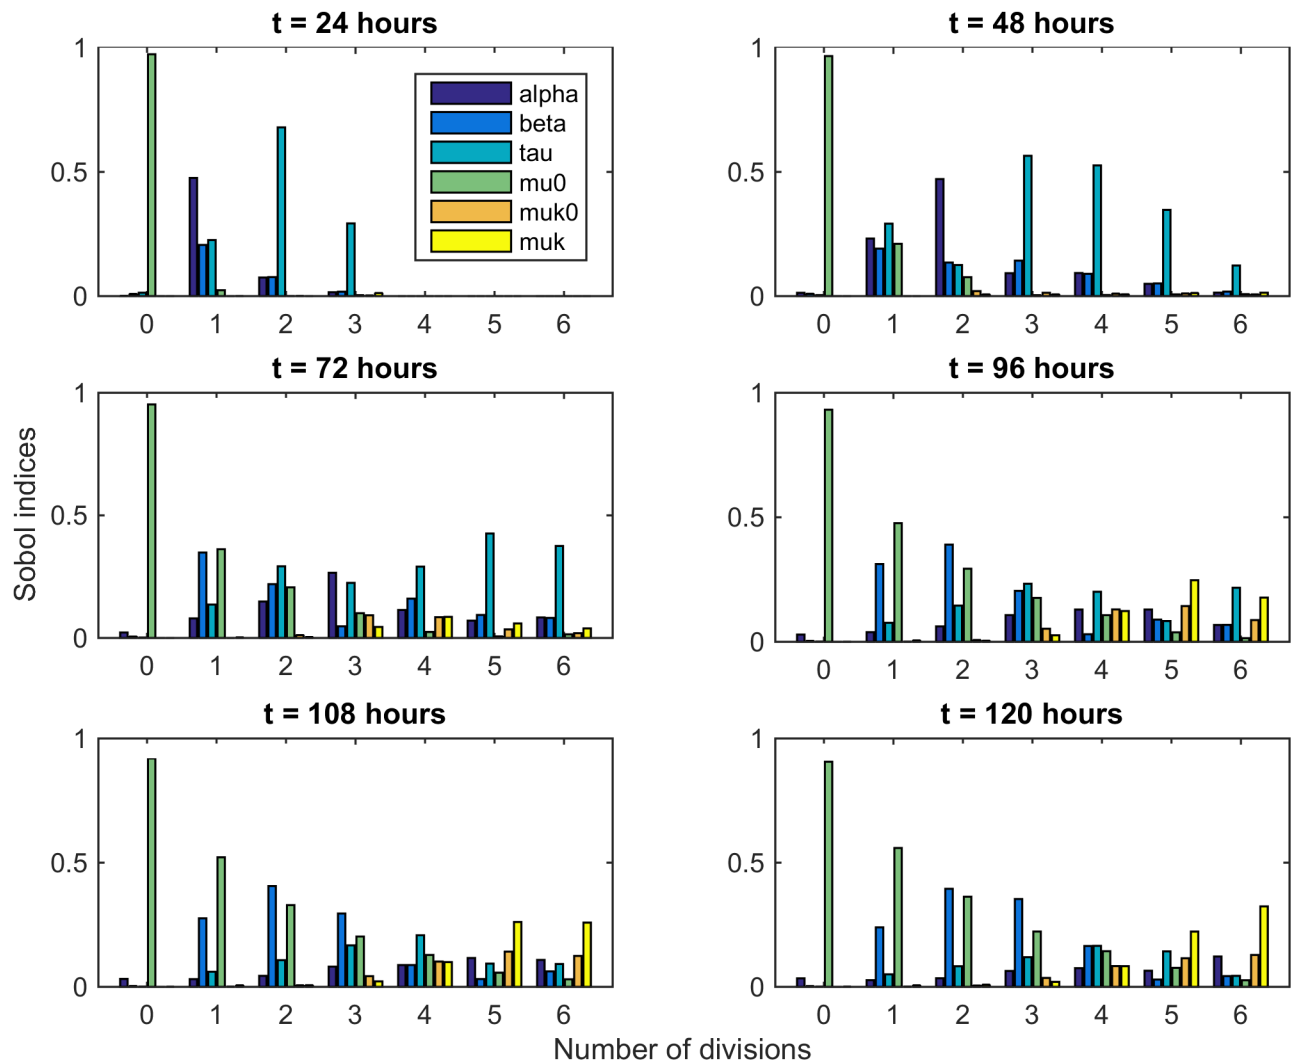 t = 24 hours
1
0.5
0
0 1 2 3 4 5 6
alpha
beta
tau
mu0
muk0
muk
t = 48 hours
1
0.5
0
0 1 2 3 4 5 6
t = 72 hours
1
0.5
0
0 1 2 3 4 5 6
t = 96 hours
1
0.5
0
0 1 2 3 4 5 6
Sobol indices
t = 108 hours
1
0.5
0
0 1 2 3 4 5 6
t = 120 hours
1
0.5
0
0 1 2 3 4 5 6
Number of divisions